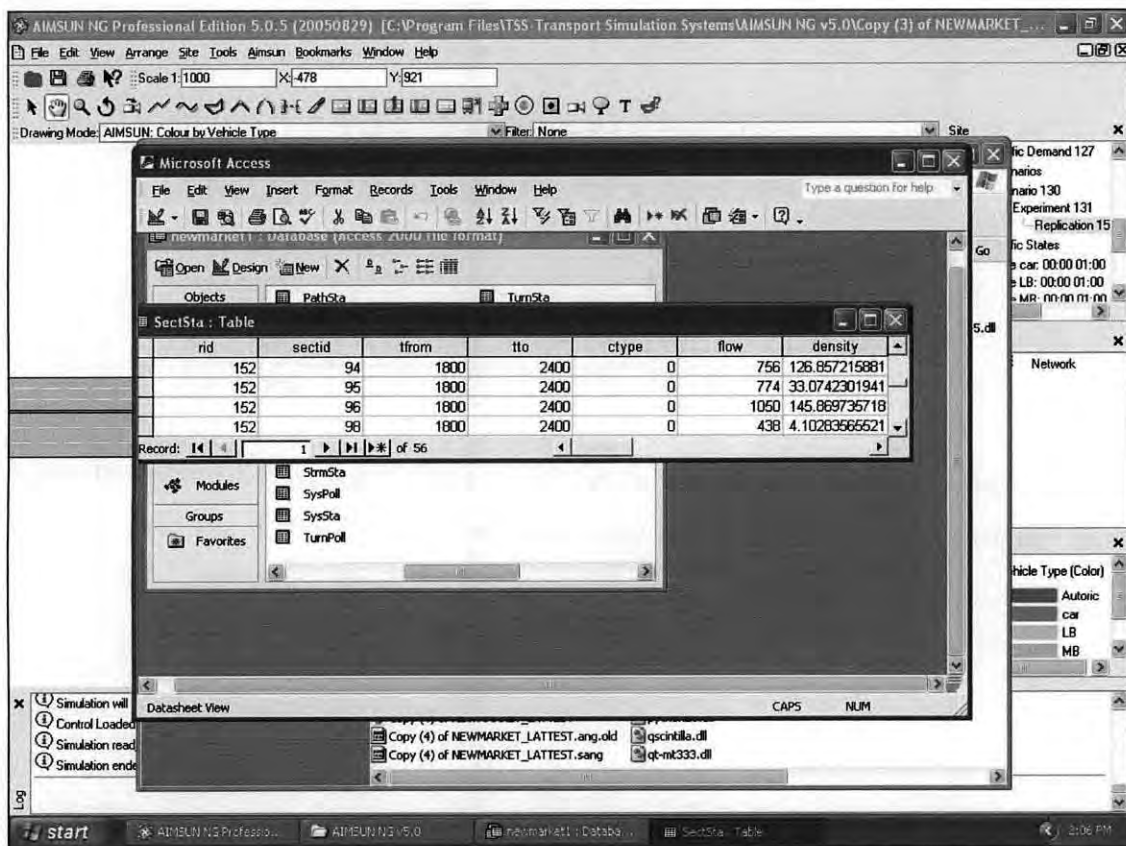 AIMSUN NG Professional Edition 5.0.5 (20050829) [C:\Program Files\TSS-Transport Simulation Systems\AIMSUN NG v5.0\Copy (3) of NEWMARKET_...
File Edit View Arrange Site Tools Aimsun Bookmarks Window Help
Scale 1: 1000 X: -478 Y: 921
Drawing Mode: AIMSUN: Colour by Vehicle Type Filter: None
Site
fic Demand 127
narios
nario 130
Experiment 131
Replication 15
fic States
car: 00:00 01:00
LB: 00:00 01:00
MB: 00:00 01:00
Microsoft Access
File Edit View Insert Format Records Tools Window Help
Type a question for help
Go
newmarket1 : Database (Access 2000 file format)
Open Design New
Objects PathSta TurnSta
SectSta : Table
5.dll
rid sectid tfrom tto ctype flow density
152 94 1800 2400 0 756 126.857215881
152 95 1800 2400 0 774 33.0742301941
152 96 1800 2400 0 1050 145.869735718
152 98 1800 2400 0 438 4.10283565521
Record: 1 of 56
Network
Modules
Groups
Favorites
StrmSta
SysPoll
SysSta
TurnPoll
hicle Type (Color)
Autoric
car
LB
MB
Datasheet View CAPS NUM
Simulation will
Control Loaded
Simulation read
Simulation ende
Log
Copy (4) of NEWMARKET_LATTEST.ang.old qscintilla.dll
Copy (4) of NEWMARKET_LATTEST.sang qt-mt333.dll
start AIMSUN NG Professio... AIMSUN NG v5.0 newmarket1 : Databa... SectSta : Table 2:06 PM